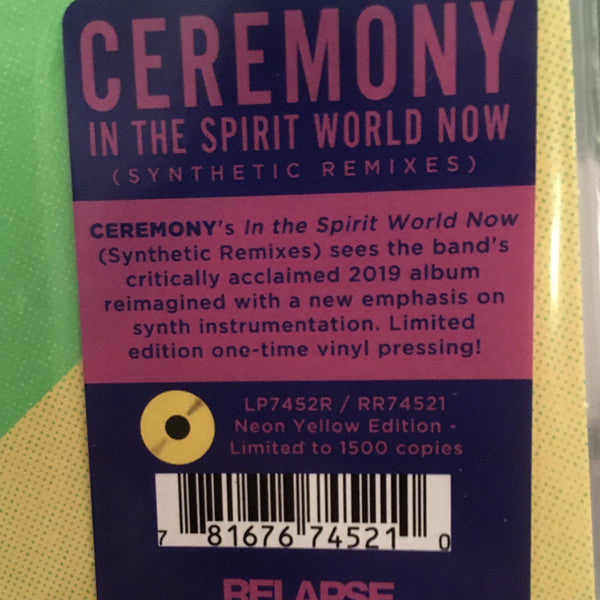 CEREMONY
IN THE SPIRIT WORLD NOW
(SYNTHETIC REMIXES)
CEREMONY's In the Spirit World Now
(Synthetic Remixes) sees the band's
critically acclaimed 2019 album
reimagined with a new emphasis on
synth instrumentation. Limited
edition one-time vinyl pressing!
LP7452R / RR74521
Neon Yellow Edition -
Limited to 1500 copies
7 81676 74521 0
RELAPSE